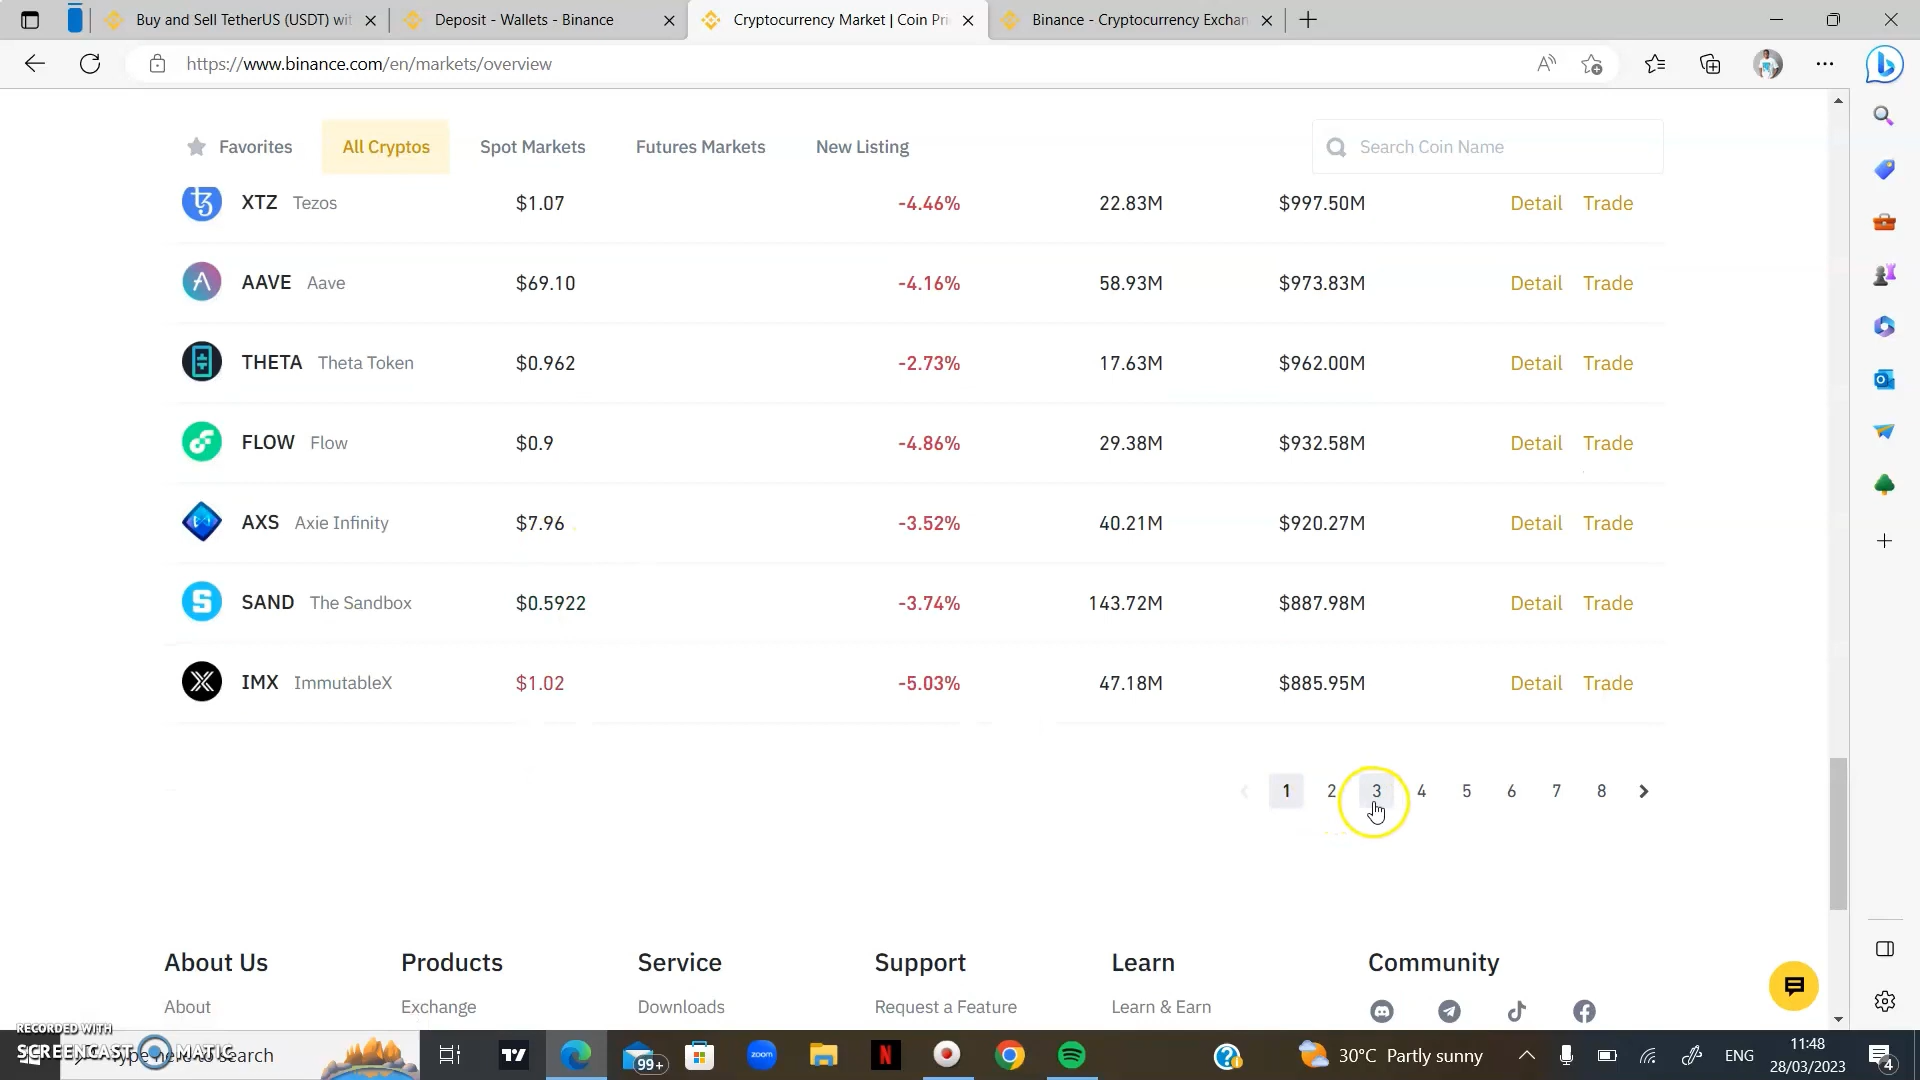 Buy and Sell TetherUS (USDT) wit
Deposit - Wallets - Binance
Cryptocurrency Market | Coin Pri
Binance - Cryptocurrency Exchan
https://www.binance.com/en/markets/overview
Favorites All Cryptos Spot Markets Futures Markets New Listing Search Coin Name
XTZ Tezos $1.07 -4.46% 22.83M $997.50M Detail Trade
AAVE Aave $69.10 -4.16% 58.93M $973.83M Detail Trade
THETA Theta Token $0.962 -2.73% 17.63M $962.00M Detail Trade
FLOW Flow $0.9 -4.86% 29.38M $932.58M Detail Trade
AXS Axie Infinity $7.96 -3.52% 40.21M $920.27M Detail Trade
SAND The Sandbox $0.5922 -3.74% 143.72M $887.98M Detail Trade
IMX ImmutableX $1.02 -5.03% 47.18M $885.95M Detail Trade
1 2 3 4 5 6 7 8
About Us Products Service Support Learn Community
About Exchange Downloads Request a Feature Learn & Earn
RECORDED WITH
SCREENCAST MATIC
Type here to search
99+ zoom 30°C Partly sunny ENG 11:48
28/03/2023 4